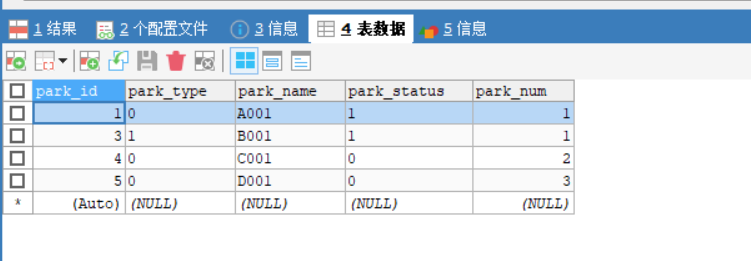 1 结果 2 个配置文件 3 信息 4 表数据 5 信息
park_id park_type park_name park_status park_num
1 0 A001 1 1
3 1 B001 1 1
4 0 C001 0 2
5 0 D001 0 3
* (Auto) (NULL) (NULL) (NULL) (NULL)